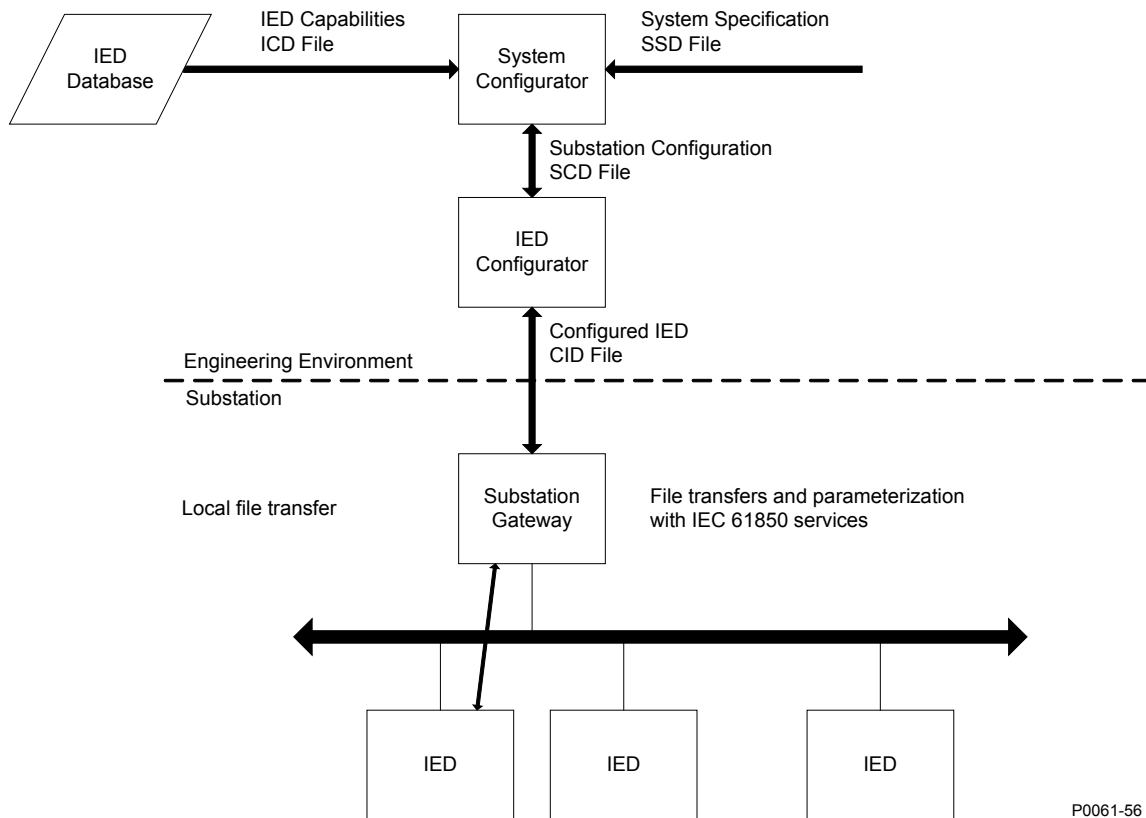 IED Capabilities
ICD File
System Specification
SSD File
IED
Database
System
Configurator
Substation Configuration
SCD File
IED
Configurator
Configured IED
CID File
Engineering Environment
Substation
Local file transfer
Substation
Gateway
File transfers and parameterization
with IEC 61850 services
IED
IED
IED
P0061-56